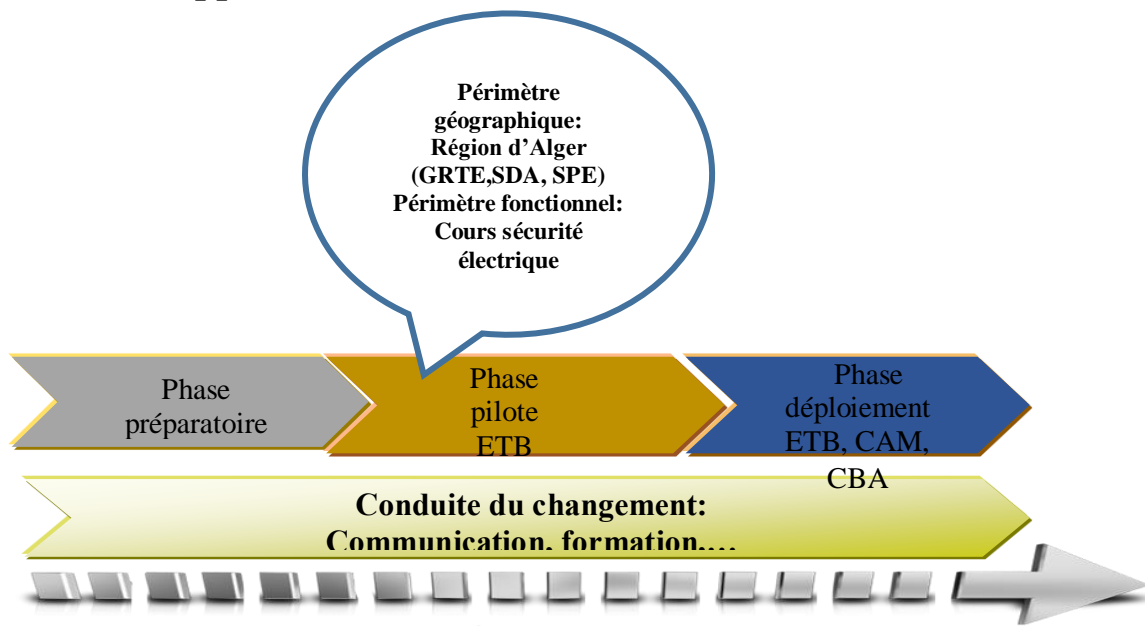 Périmètre
géographique:
Région d’Alger
(GRTE,SDA, SPE)
Périmètre fonctionnel:
Cours sécurité
électrique
Phase
préparatoire
Phase
pilote
ETB
Phase
déploiement
ETB, CAM,
CBA
Conduite du changement:
Communication, formation,…